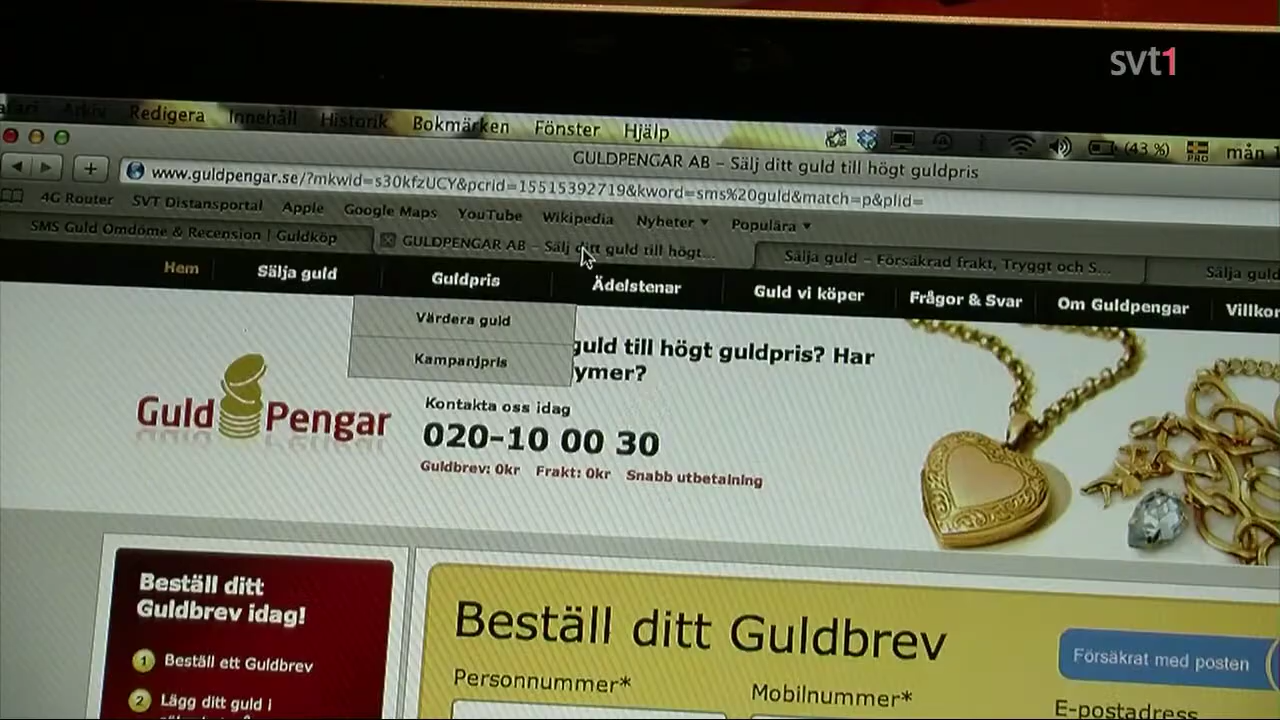 svt1
Arkiv Redigera Innehåll Historik Bokmärken Fönster Hjälp (43 %) PRO mån
GULDPENGAR AB – Sälj ditt guld till högt guldpris
www.guldpengar.se/?mkwid=s30kfzUCY&pcrid=15515392719&kword=sms%20guld&match=p&plid=
4G Router SVT Distansportal Apple Google Maps YouTube Wikipedia Nyheter Populära
SMS Guld Omdöme & Recension | Guldköp GULDPENGAR AB – Sälj ditt guld till högt... Sälja guld – Försäkrad frakt, Tryggt och S... Sälja guld
Hem Sälja guld Guldpris Ädelstenar Guld vi köper Frågor & Svar Om Guldpengar Villkor
Värdera guld
Kampanjpris
guld till högt guldpris? Har
ymer?
Guld Pengar
Kontakta oss idag
020-10 00 30
Guldbrev: 0kr Frakt: 0kr Snabb utbetalning
Beställ ditt
Guldbrev idag!
1 Beställ ett Guldbrev
2 Lägg ditt guld i
Beställ ditt Guldbrev
Försäkrat med posten
Personnummer*
Mobilnummer*
E-postadress